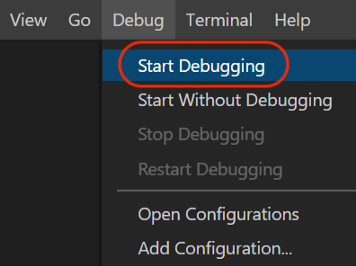 View Go Debug Terminal Help
Start Debugging
Start Without Debugging
Stop Debugging
Restart Debugging
Open Configurations
Add Configuration...